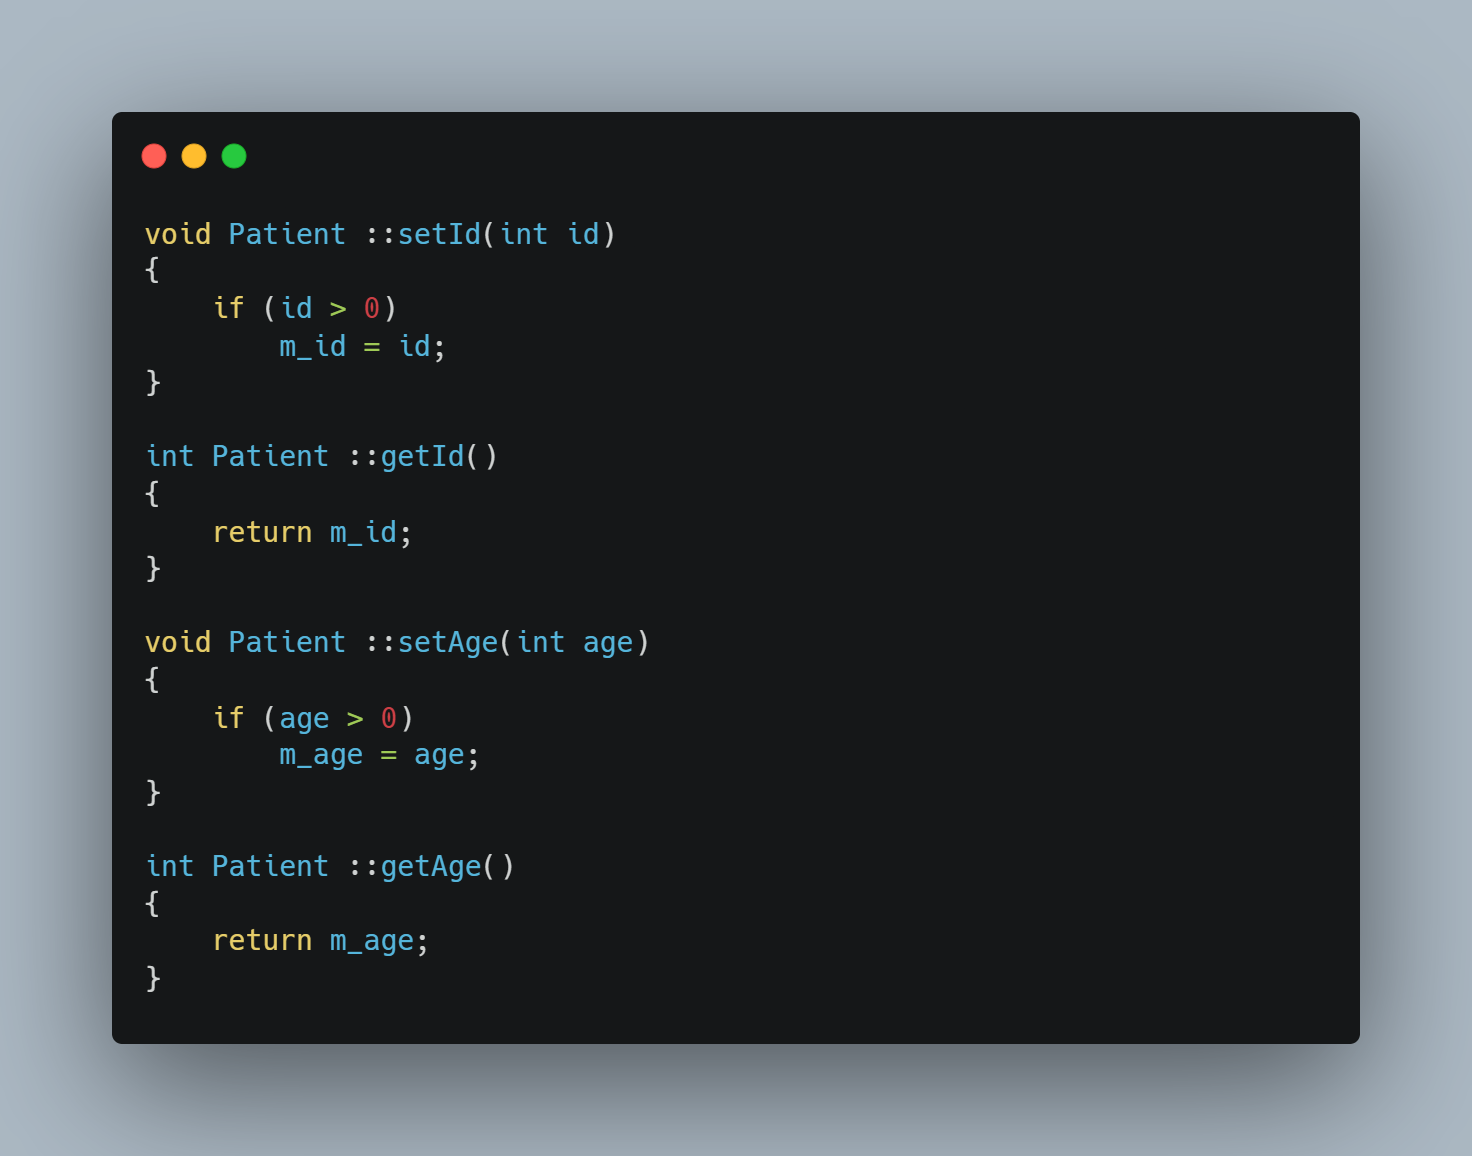 void Patient ::setId(int id)
{
    if (id > 0)
        m_id = id;
}

int Patient ::getId()
{
    return m_id;
}

void Patient ::setAge(int age)
{
    if (age > 0)
        m_age = age;
}

int Patient ::getAge()
{
    return m_age;
}